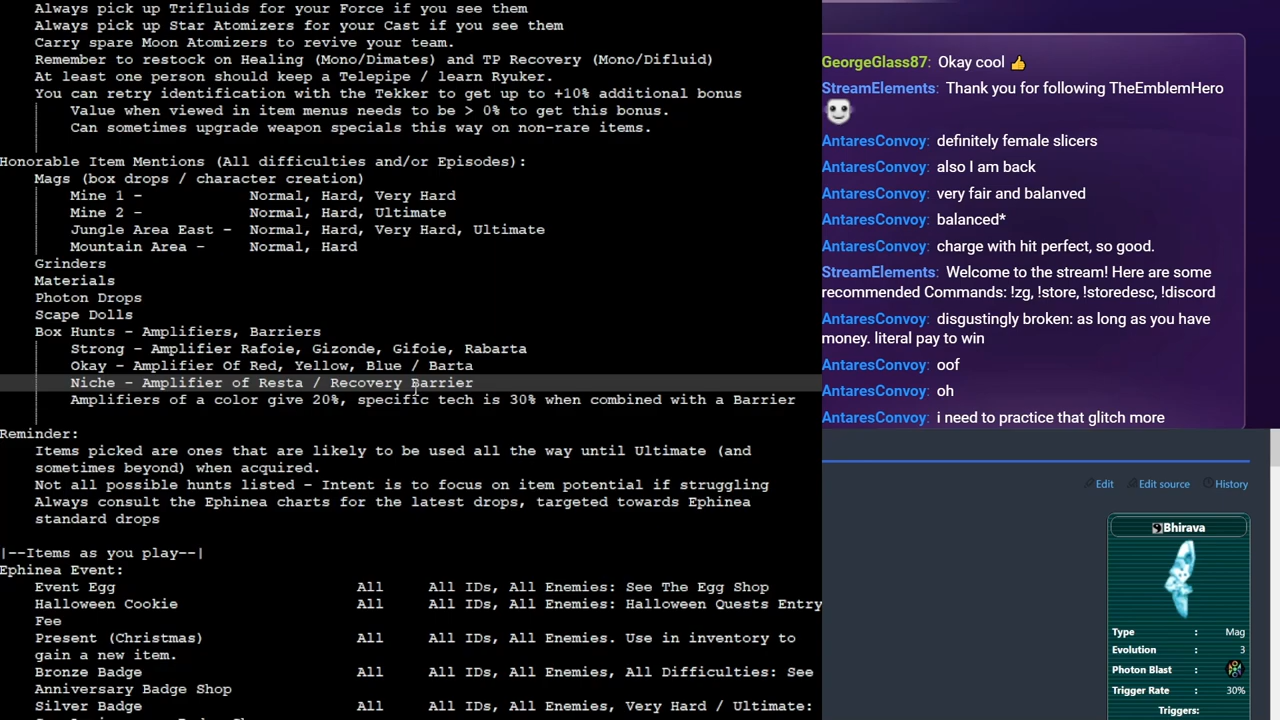 Always pick up Trifluids for your Force if you see them
Always pick up Star Atomizers for your Cast if you see them
Carry spare Moon Atomizers to revive your team.
Remember to restock on Healing (Mono/Dimates) and TP Recovery (Mono/Difluid)
At least one person should keep a Telepipe / learn Ryuker.
You can retry identification with the Tekker to get up to +10% additional bonus
Value when viewed in item menus needs to be > 0% to get this bonus.
Can sometimes upgrade weapon specials this way on non-rare items.
Honorable Item Mentions (All difficulties and/or Episodes):
Mags (box drops / character creation)
Mine 1 - Normal, Hard, Very Hard
Mine 2 - Normal, Hard, Ultimate
Jungle Area East - Normal, Hard, Very Hard, Ultimate
Mountain Area - Normal, Hard
Grinders
Materials
Photon Drops
Scape Dolls
Box Hunts - Amplifiers, Barriers
Strong - Amplifier Rafoie, Gizonde, Gifoie, Rabarta
Okay - Amplifier Of Red, Yellow, Blue / Barta
Niche - Amplifier of Resta / Recovery Barrier
Amplifiers of a color give 20%, specific tech is 30% when combined with a Barrier
Reminder:
Items picked are ones that are likely to be used all the way until Ultimate (and
sometimes beyond) when acquired.
Not all possible hunts listed - Intent is to focus on item potential if struggling
Always consult the Ephinea charts for the latest drops, targeted towards Ephinea
standard drops
|--Items as you play--|
Ephinea Event:
Event Egg All All IDs, All Enemies: See The Egg Shop
Halloween Cookie All All IDs, All Enemies: Halloween Quests Entry
Fee
Present (Christmas) All All IDs, All Enemies. Use in inventory to
gain a new item.
Bronze Badge All All IDs, All Enemies, All Difficulties: See
Anniversary Badge Shop
Silver Badge All All IDs, All Enemies, Very Hard / Ultimate:
GeorgeGlass87: Okay cool 👍
StreamElements: Thank you for following TheEmblemHero
AntaresConvoy: definitely female slicers
AntaresConvoy: also I am back
AntaresConvoy: very fair and balanved
AntaresConvoy: balanced*
AntaresConvoy: charge with hit perfect, so good.
StreamElements: Welcome to the stream! Here are some
recommended Commands: !zg, !store, !storedesc, !discord
AntaresConvoy: disgustingly broken: as long as you have
money. literal pay to win
AntaresConvoy: oof
AntaresConvoy: oh
AntaresConvoy: i need to practice that glitch more
Edit Edit source History
Bhirava
Type : Mag
Evolution : 3
Photon Blast :
Trigger Rate : 30%
Triggers: